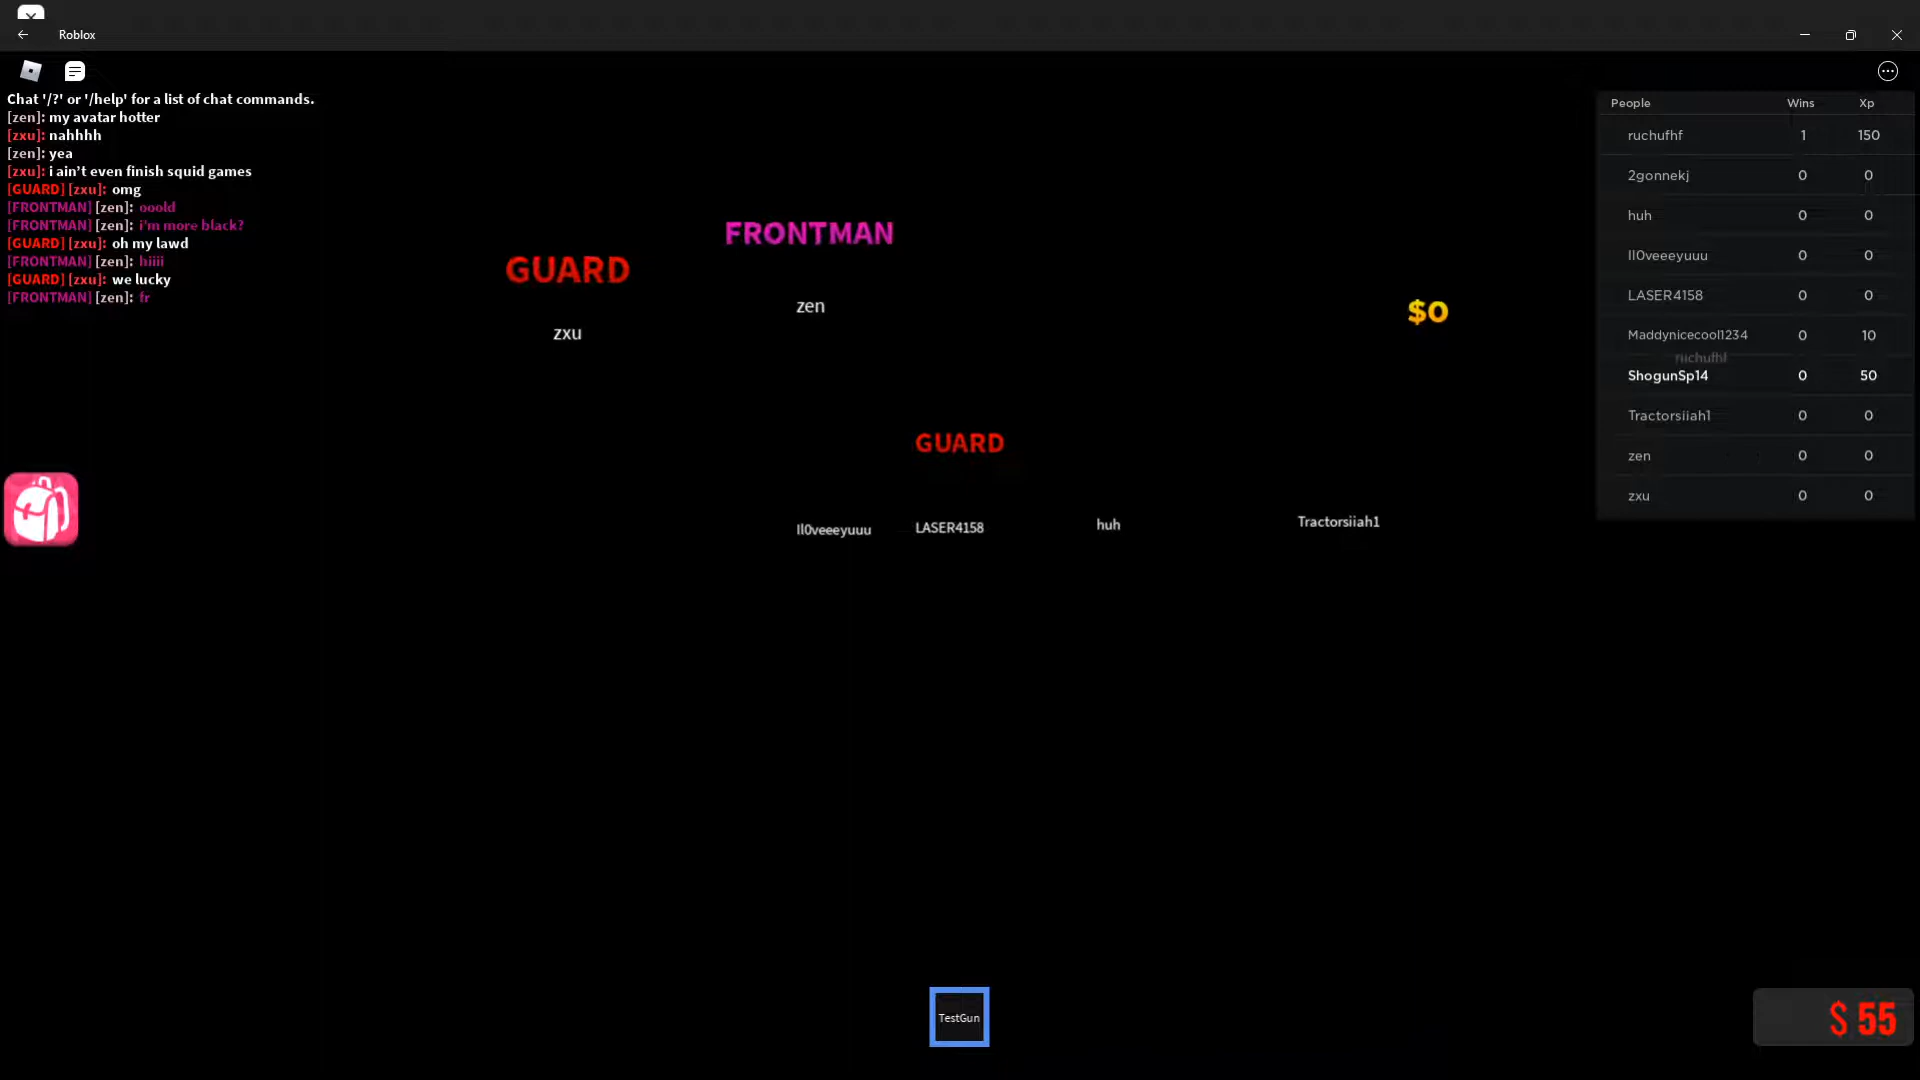 Roblox
Chat '/?' or '/help' for a list of chat commands.
[zen]: my avatar hotter
[zxu]: nahhhh
[zen]: yea
[zxu]: i ain't even finish squid games
[GUARD] [zxu]: omg
[FRONTMAN] [zen]: ooold
[FRONTMAN] [zen]: i'm more black?
[GUARD] [zxu]: oh my lawd
[FRONTMAN] [zen]: hiiii
[GUARD] [zxu]: we lucky
[FRONTMAN] [zen]: fr
FRONTMAN
GUARD
zen
zxu
$0
GUARD
Il0veeeyuuu
LASER4158
huh
Tractorsiiah1
People Wins Xp
ruchufhf 1 150
2gonnekj 0 0
huh 0 0
Il0veeeyuuu 0 0
LASER4158 0 0
Maddynicecool1234 0 10
ruchufhf
ShogunSp14 0 50
Tractorsiiah1 0 0
zen 0 0
zxu 0 0
TestGun
$ 55